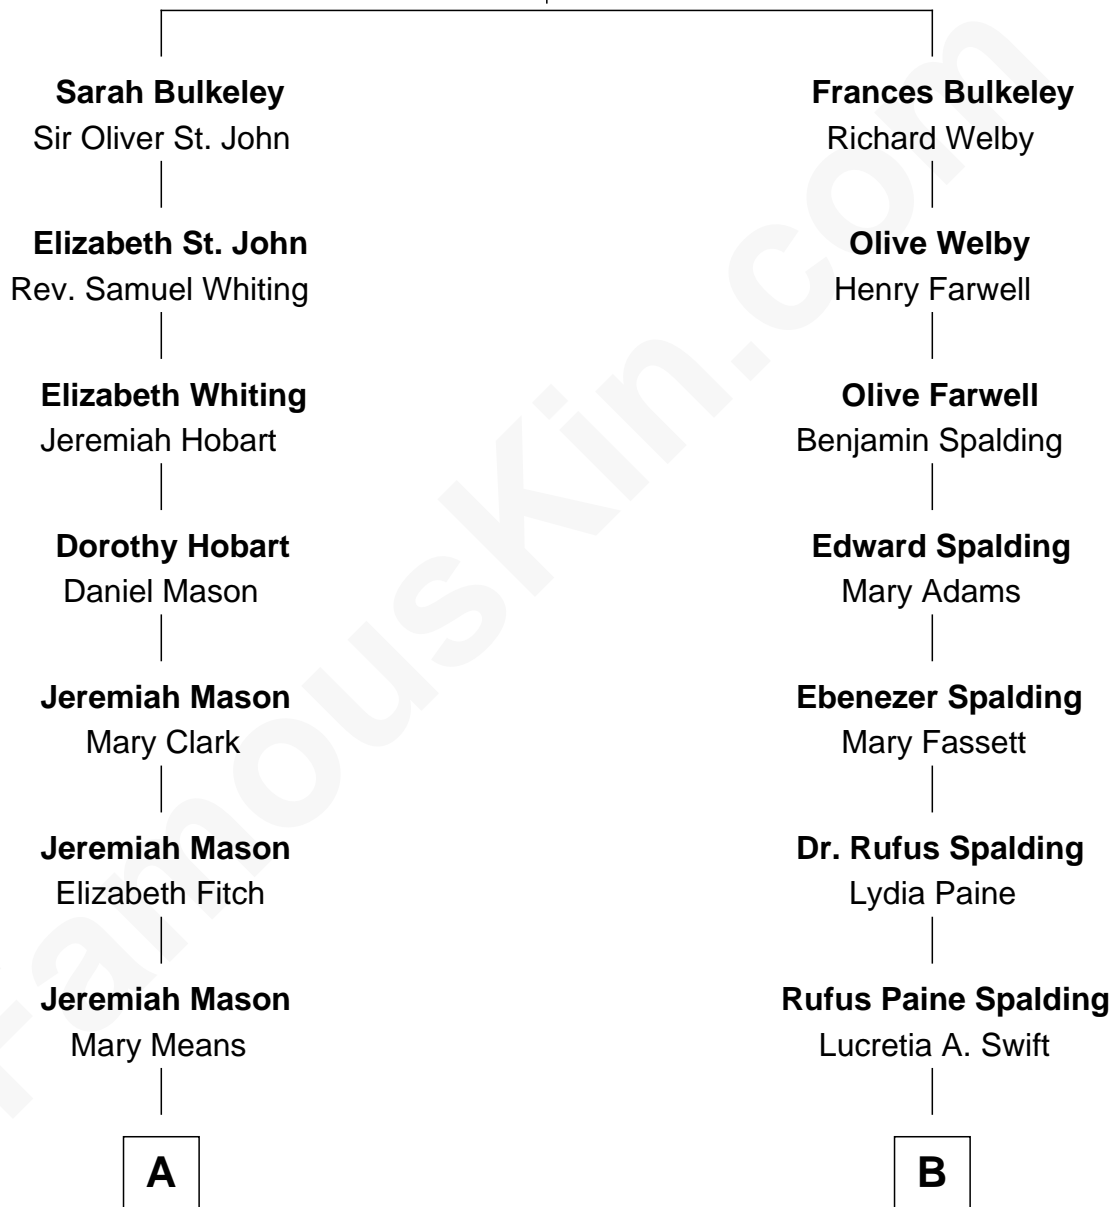 Sarah Bulkeley
Sir Oliver St. John
Elizabeth St. John
Rev. Samuel Whiting
Elizabeth Whiting
Jeremiah Hobart
Dorothy Hobart
Daniel Mason
Jeremiah Mason
Mary Clark
Jeremiah Mason
Elizabeth Fitch
Jeremiah Mason
Mary Means
A
Frances Bulkeley
Richard Welby
Olive Welby
Henry Farwell
Olive Farwell
Benjamin Spalding
Edward Spalding
Mary Adams
Ebenezer Spalding
Mary Fassett
Dr. Rufus Spalding
Lydia Paine
Rufus Paine Spalding
Lucretia A. Swift
B
FamousKin.com